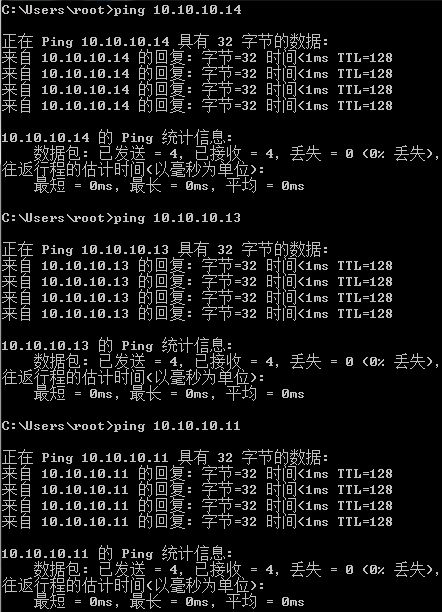 C:\Users\root>ping 10.10.10.14
正在 Ping 10.10.10.14 具有 32 字节的数据:
来自 10.10.10.14 的回复: 字节=32 时间<1ms TTL=128
来自 10.10.10.14 的回复: 字节=32 时间<1ms TTL=128
来自 10.10.10.14 的回复: 字节=32 时间<1ms TTL=128
来自 10.10.10.14 的回复: 字节=32 时间<1ms TTL=128
10.10.10.14 的 Ping 统计信息:
数据包: 已发送 = 4, 已接收 = 4, 丢失 = 0 (0% 丢失),
往返行程的估计时间(以毫秒为单位):
最短 = 0ms, 最长 = 0ms, 平均 = 0ms
C:\Users\root>ping 10.10.10.13
正在 Ping 10.10.10.13 具有 32 字节的数据:
来自 10.10.10.13 的回复: 字节=32 时间<1ms TTL=128
来自 10.10.10.13 的回复: 字节=32 时间<1ms TTL=128
来自 10.10.10.13 的回复: 字节=32 时间<1ms TTL=128
来自 10.10.10.13 的回复: 字节=32 时间<1ms TTL=128
10.10.10.13 的 Ping 统计信息:
数据包: 已发送 = 4, 已接收 = 4, 丢失 = 0 (0% 丢失),
往返行程的估计时间(以毫秒为单位):
最短 = 0ms, 最长 = 0ms, 平均 = 0ms
C:\Users\root>ping 10.10.10.11
正在 Ping 10.10.10.11 具有 32 字节的数据:
来自 10.10.10.11 的回复: 字节=32 时间<1ms TTL=128
来自 10.10.10.11 的回复: 字节=32 时间<1ms TTL=128
来自 10.10.10.11 的回复: 字节=32 时间<1ms TTL=128
来自 10.10.10.11 的回复: 字节=32 时间<1ms TTL=128
10.10.10.11 的 Ping 统计信息:
数据包: 已发送 = 4, 已接收 = 4, 丢失 = 0 (0% 丢失),
往返行程的估计时间(以毫秒为单位):
最短 = 0ms, 最长 = 0ms, 平均 = 0ms